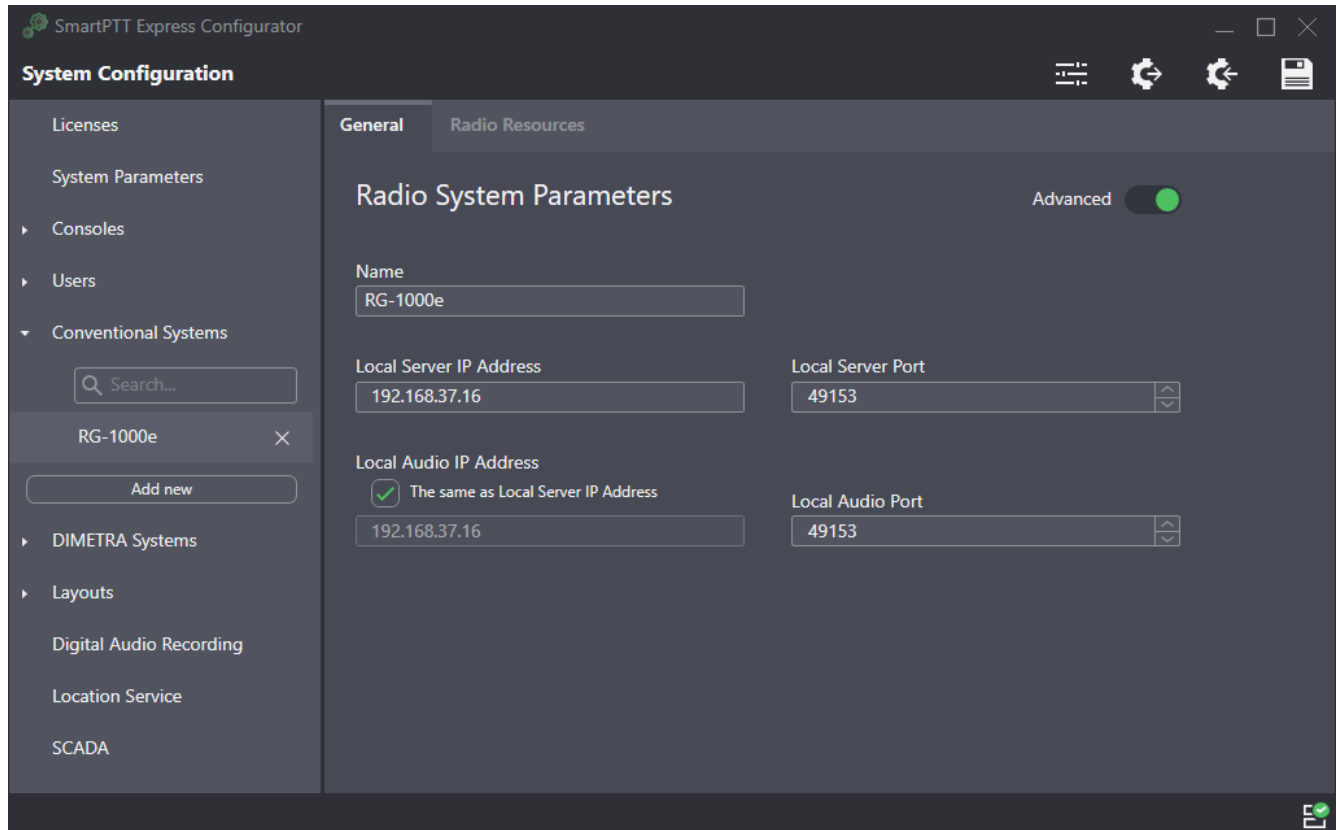 SmartPTT Express Configurator
System Configuration
Licenses
System Parameters
Consoles
Users
Conventional Systems
Search...
RG-1000e
Add new
DIMETRA Systems
Layouts
Digital Audio Recording
Location Service
SCADA
General
Radio Resources
Radio System Parameters
Advanced
Name
RG-1000e
Local Server IP Address
192.168.37.16
Local Server Port
49153
Local Audio IP Address
The same as Local Server IP Address
192.168.37.16
Local Audio Port
49153